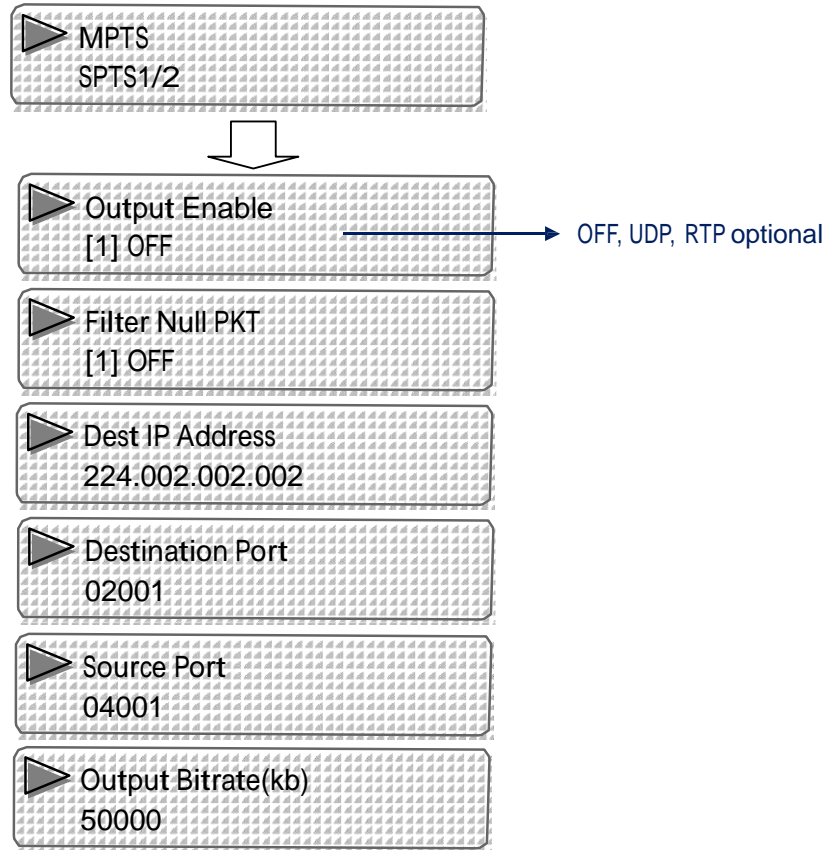 MPTS
SPTS1/2
Output Enable
[1] OFF
OFF, UDP, RTP optional
Filter Null PKT
[1] OFF
Dest IP Address
224.002.002.002
Destination Port
02001
Source Port
04001
Output Bitrate(kb)
50000